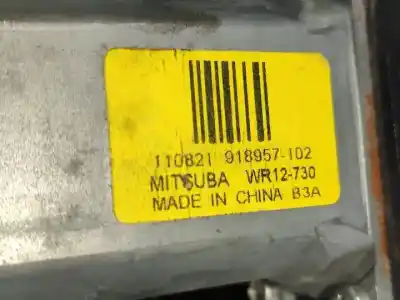 110821 918957-102
MITSUBA WR12-730
MADE IN CHINA B3A